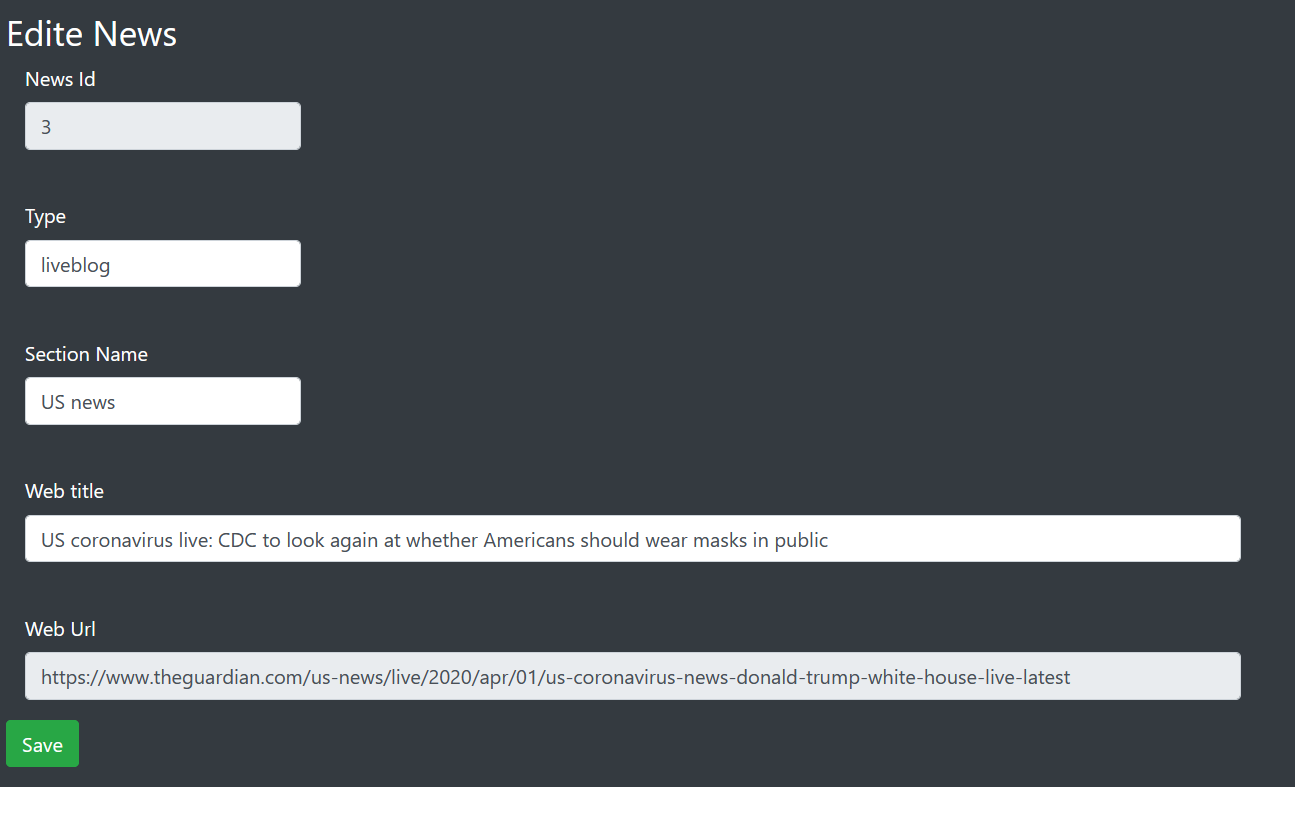 Edite News
News Id
3
Type
liveblog
Section Name
US news
Web title
US coronavirus live: CDC to look again at whether Americans should wear masks in public
Web Url
https://www.theguardian.com/us-news/live/2020/apr/01/us-coronavirus-news-donald-trump-white-house-live-latest
Save